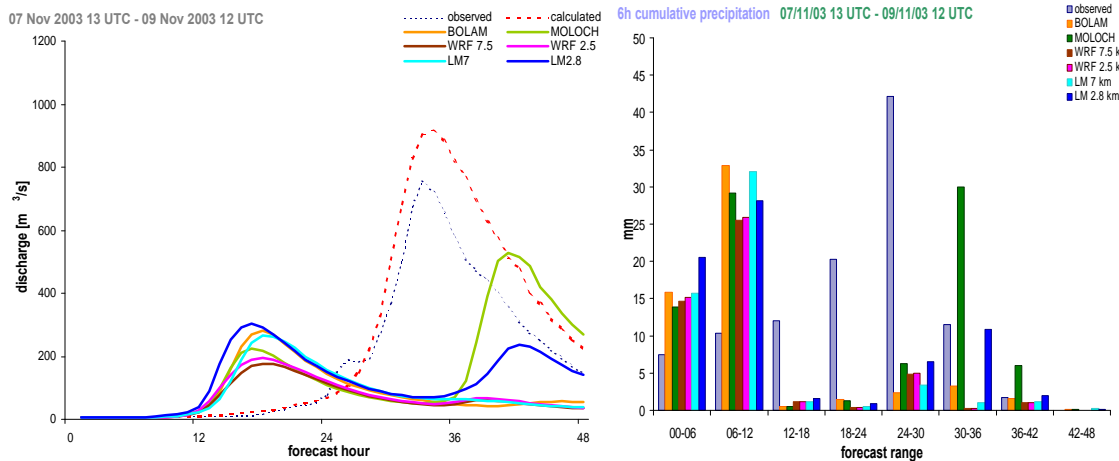 07 Nov 2003 13 UTC - 09 Nov 2003 12 UTC
observed
calculated
BOLAM
MOLOCH
WRF 7.5
WRF 2.5
LM7
LM2.8
1200
1000
800
600
400
200
0
discharge [m 3/s]
0
12
24
36
48
forecast hour
6h cumulative precipitation 07/11/03 13 UTC - 09/11/03 12 UTC
observed
BOLAM
MOLOCH
WRF 7.5 k
WRF 2.5 k
LM 7 km
LM 2.8 km
50
45
40
35
30
25
20
15
10
5
0
mm
00-06
06-12
12-18
18-24
24-30
30-36
36-42
42-48
forecast range